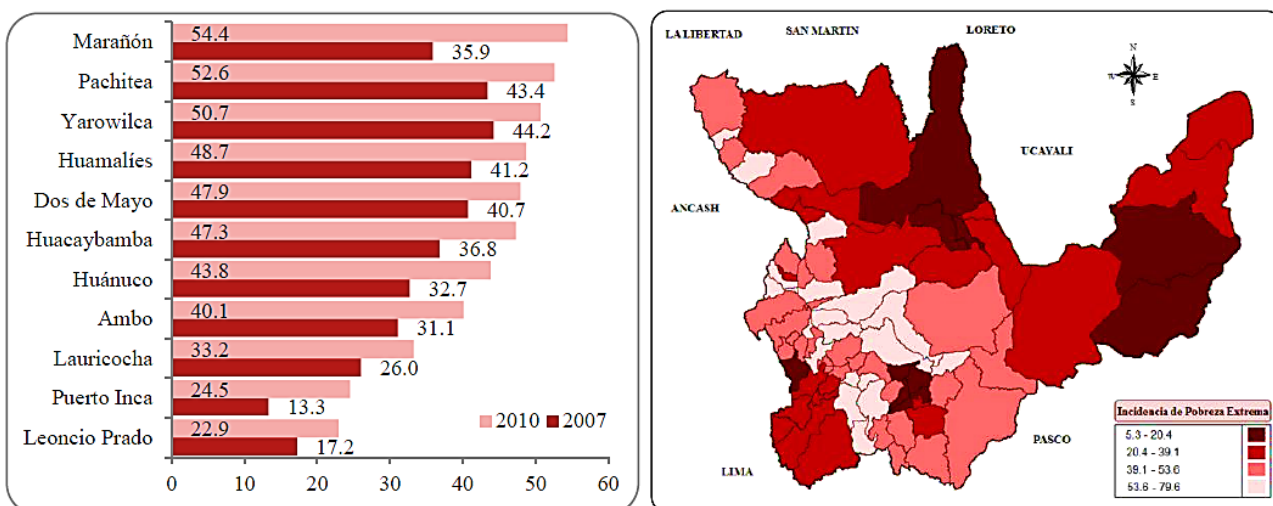 Marañón 54.4 35.9
Pachitea 52.6 43.4
Yarowilca 50.7 44.2
Huamalíes 48.7 41.2
Dos de Mayo 47.9 40.7
Huacaybamba 47.3 36.8
Huánuco 43.8 32.7
Ambo 40.1 31.1
Lauricocha 33.2 26.0
Puerto Inca 24.5 13.3
Leoncio Prado 22.9 17.2
2010 2007
0 10 20 30 40 50 60
LA LIBERTAD
SAN MARTIN
LORETO
N
W E
S
UCAYALI
ANCASH
PASCO
LIMA
Incidencia de Pobreza Extrema
5.3 - 20.4
20.4 - 39.1
39.1 - 53.6
53.6 - 79.6